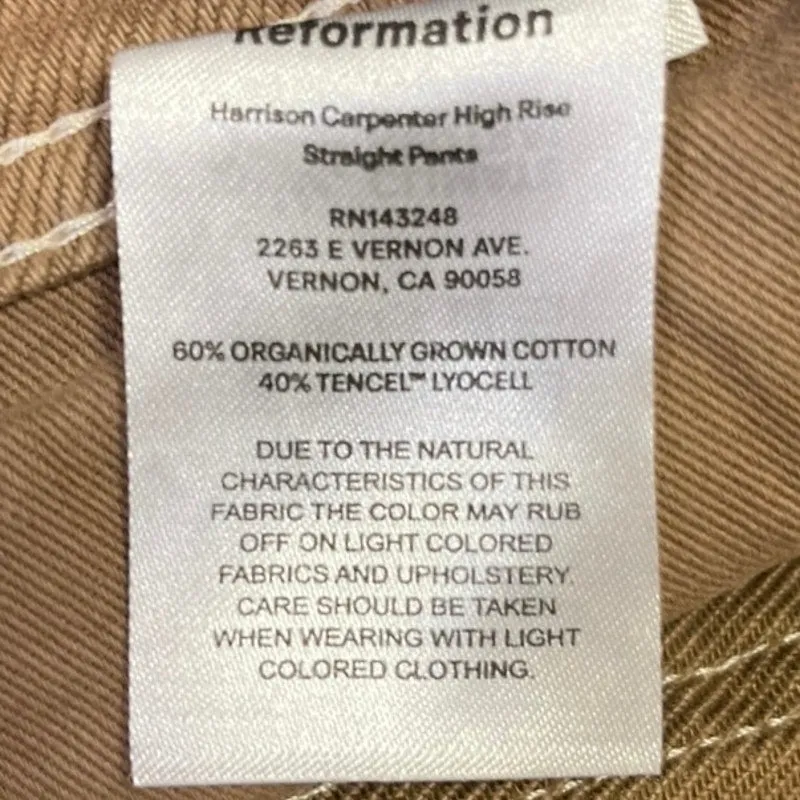 Reformation
Harrison Carpenter High Rise
Straight Pants
RN143248
2263 E VERNON AVE.
VERNON, CA 90058
60% ORGANICALLY GROWN COTTON
40% TENCEL™ LYOCELL
DUE TO THE NATURAL
CHARACTERISTICS OF THIS
FABRIC THE COLOR MAY RUB
OFF ON LIGHT COLORED
FABRICS AND UPHOLSTERY.
CARE SHOULD BE TAKEN
WHEN WEARING WITH LIGHT
COLORED CLOTHING.